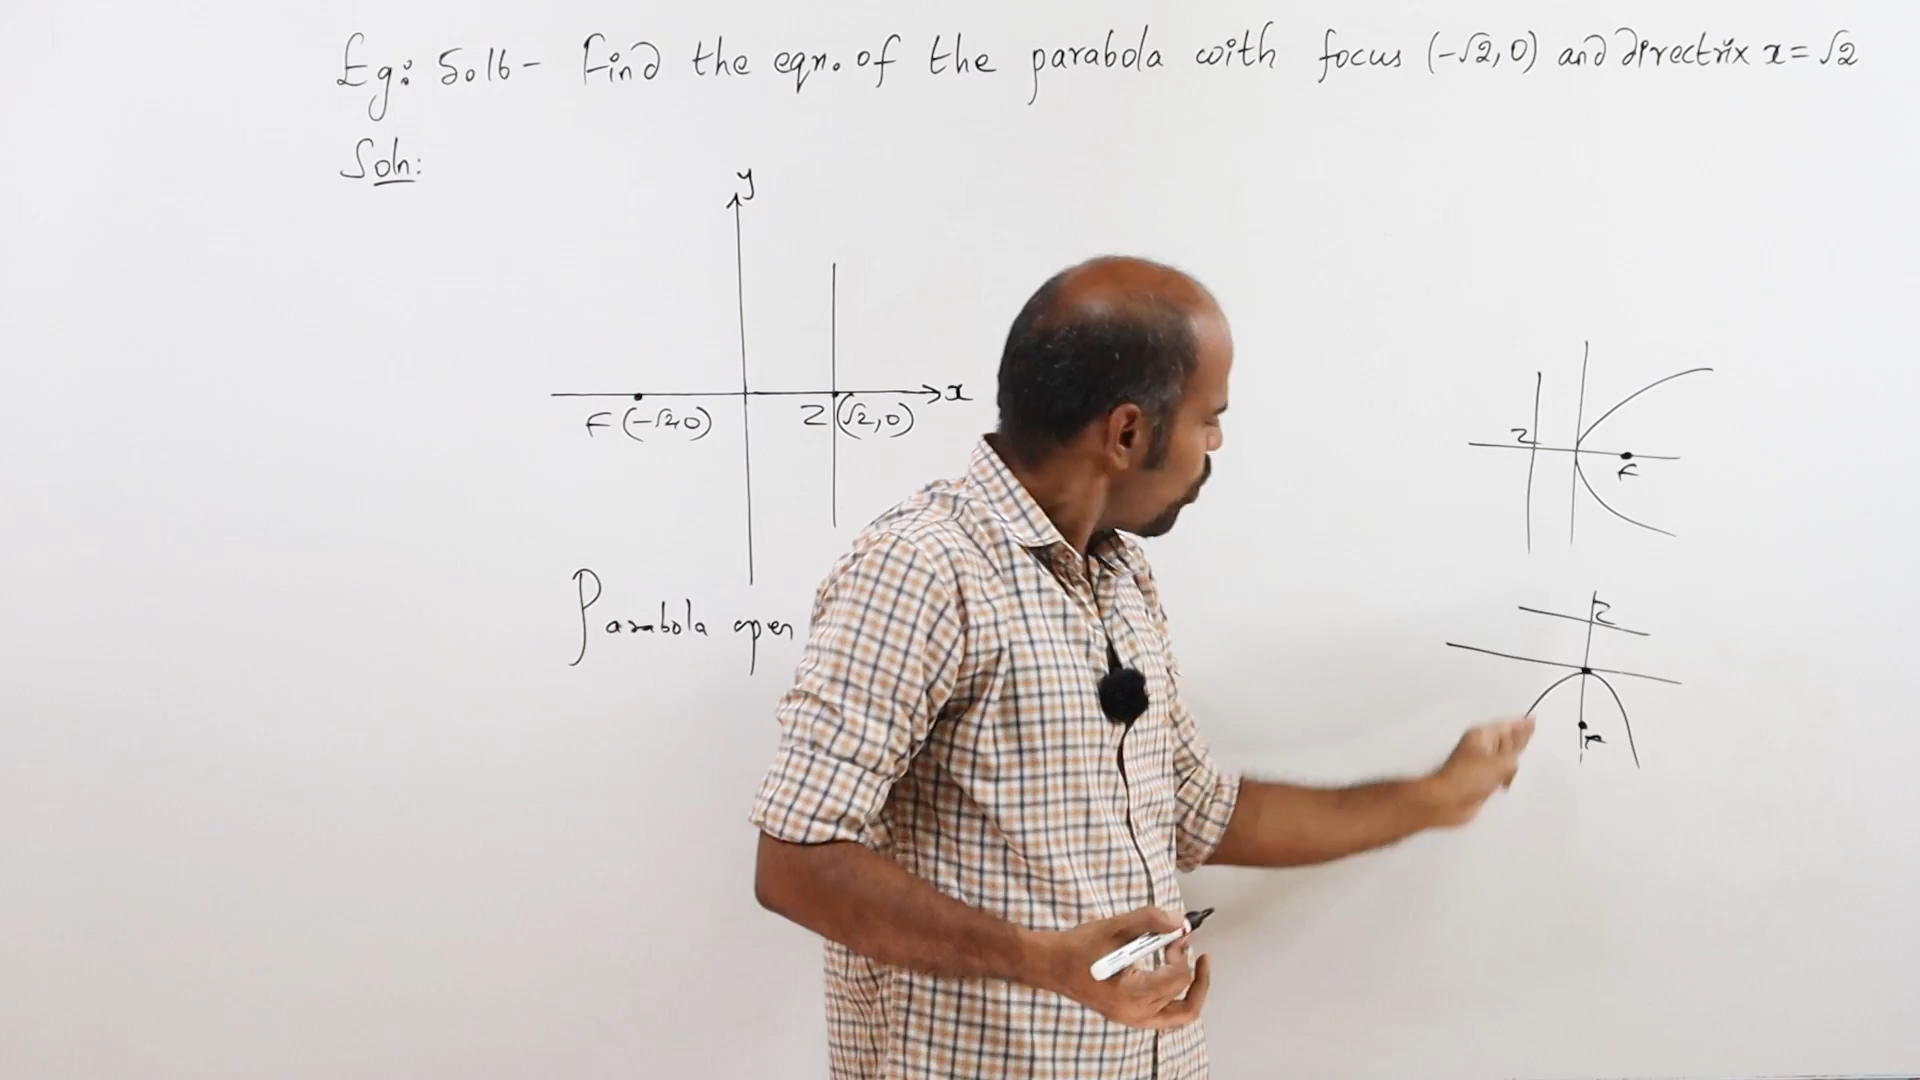 Eg: 5.16 - Find the eqn. of the parabola with focus (-√2, 0) and directrix x = √2
Soln:
y
x
F (-√2, 0)
Z (√2, 0)
Parabola open
Z
F
Z
F